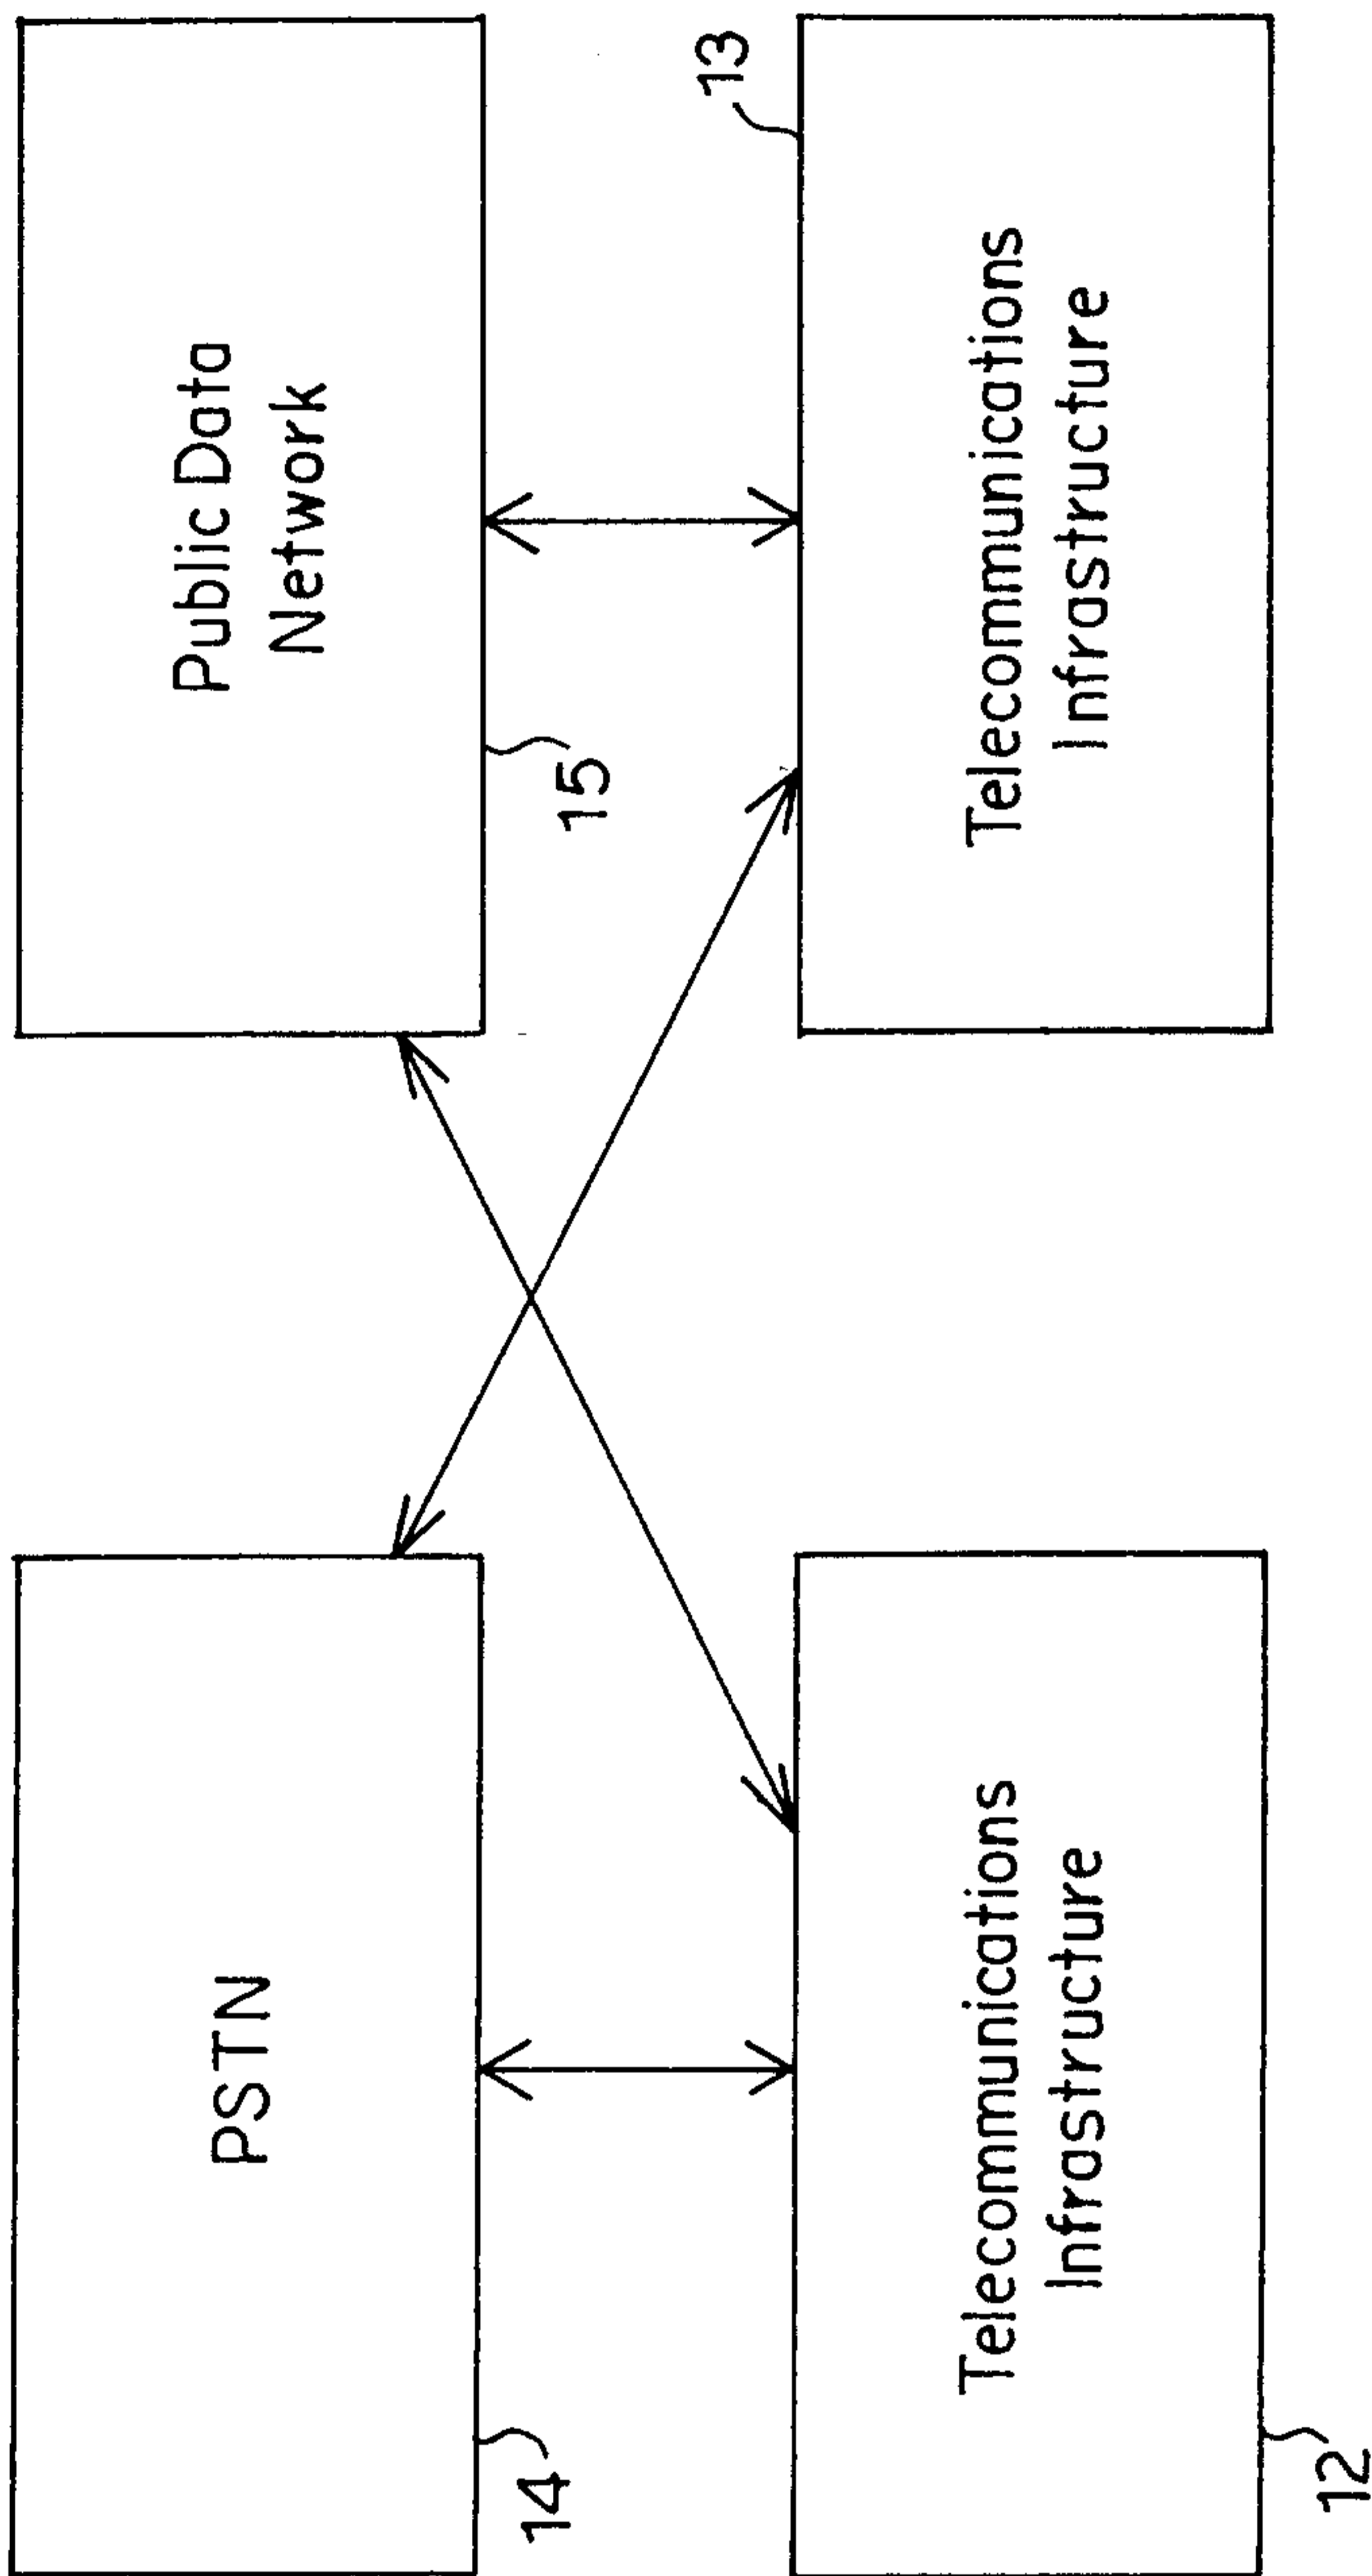 PSTN
14
Public Data
Network
15
Telecommunications
Infrastructure
12
Telecommunications
Infrastructure
13